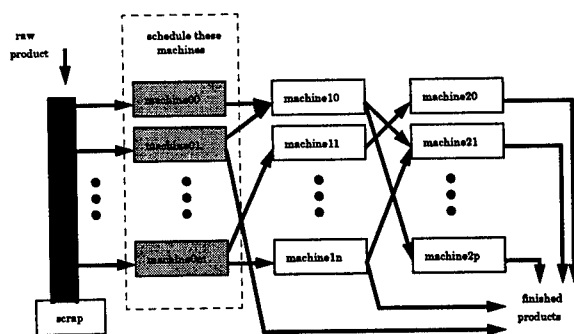 raw
product
schedule these
machines
machine00
machine10
machine20
machine01
machine11
machine21
machine0m
machine1n
machine2p
scrap
finished
products